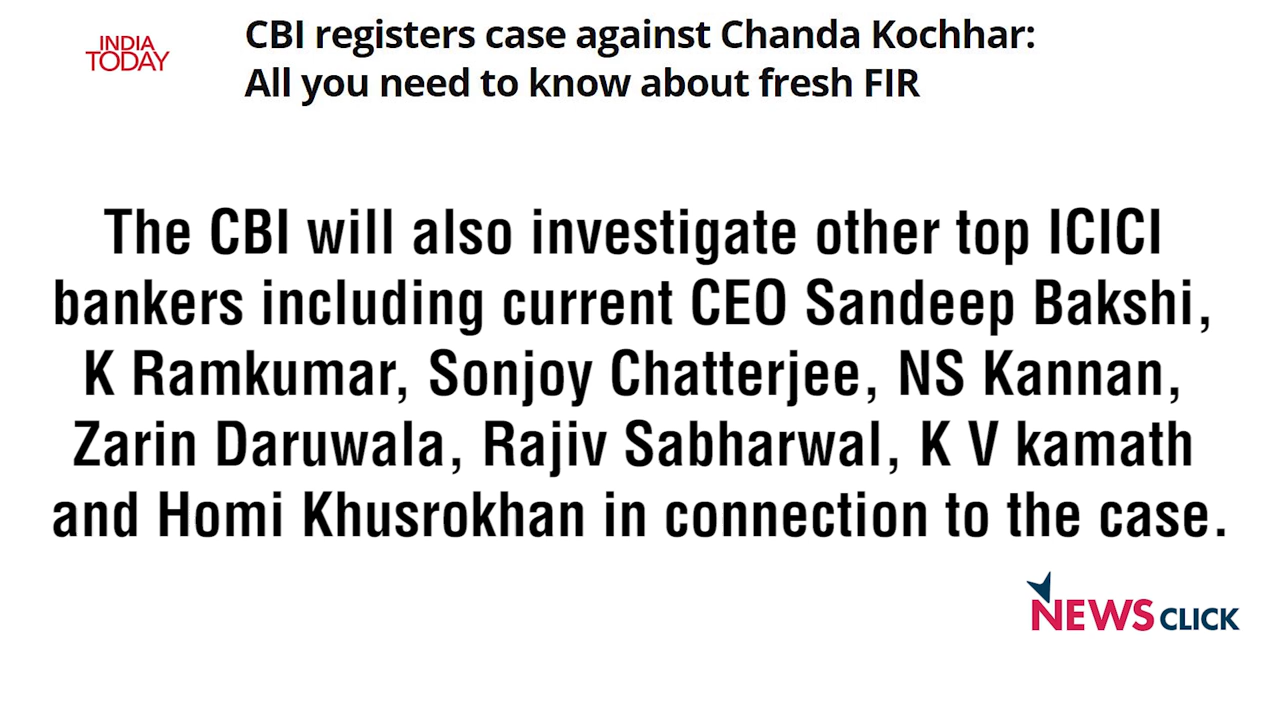 INDIA
TODAY
CBI registers case against Chanda Kochhar:
All you need to know about fresh FIR
The CBI will also investigate other top ICICI
bankers including current CEO Sandeep Bakshi,
K Ramkumar, Sonjoy Chatterjee, NS Kannan,
Zarin Daruwala, Rajiv Sabharwal, K V kamath
and Homi Khusrokhan in connection to the case.
NEWS CLICK